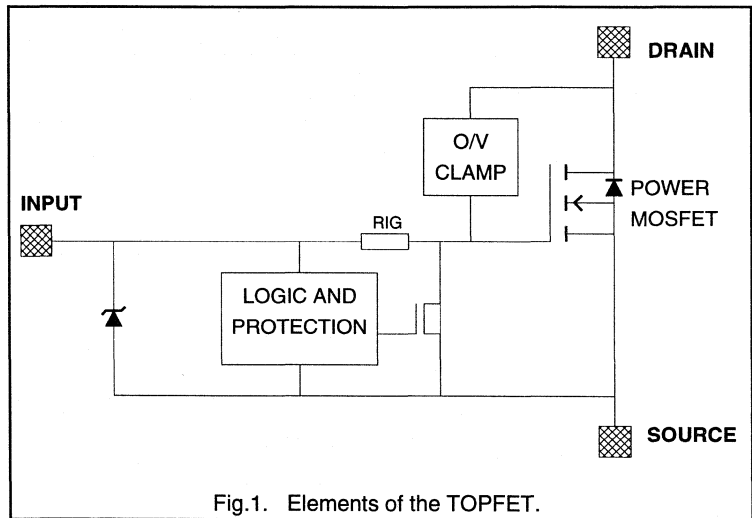 DRAIN
O/V
CLAMP
POWER
MOSFET
INPUT
RIG
LOGIC AND
PROTECTION
SOURCE
Fig.1. Elements of the TOPFET.